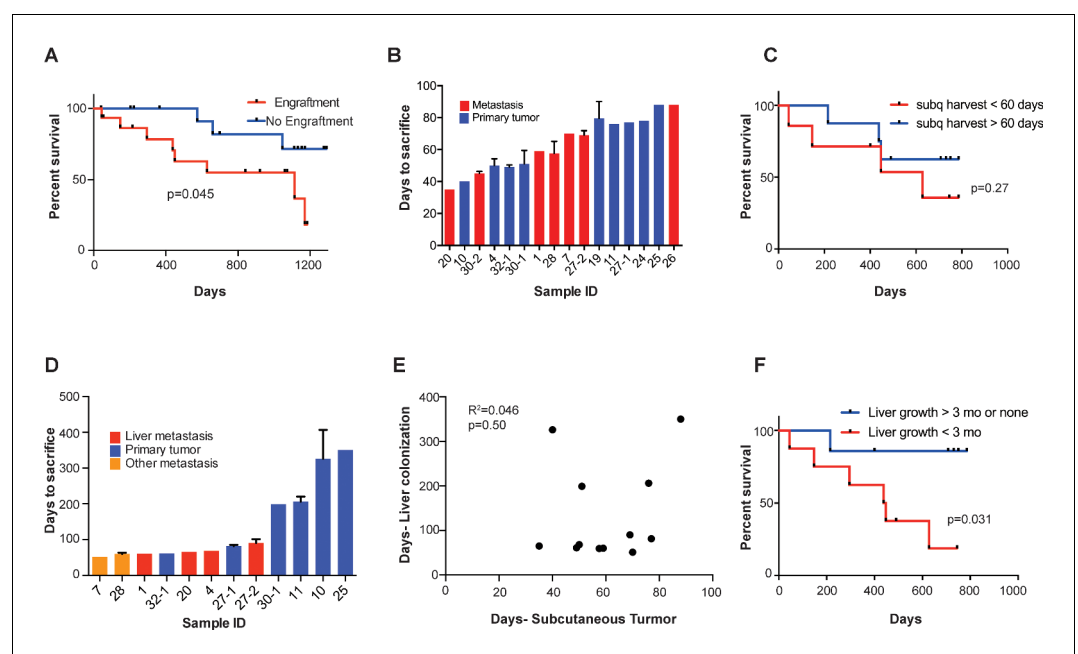 A
Percent survival
100
50
0
0 400 800 1200
Days
Engraftment
No Engraftment
p=0.045
B
Days to sacrifice
100
80
60
40
20
0
Metastasis
Primary tumor
20 10 30-2 4 32-1 30-1 1 28 7 27-2 19 11 27-1 24 25 26
Sample ID
C
Percent survival
100
50
0
0 200 400 600 800 1000
Days
subq harvest < 60 days
subq harvest > 60 days
p=0.27
D
Days to sacrifice
500
400
300
200
100
0
Liver metastasis
Primary tumor
Other metastasis
7 28 1 32-1 20 4 27-1 27-2 30-1 11 10 25
Sample ID
E
Days- Liver colonization
400
300
200
100
0
R²=0.046
p=0.50
0 20 40 60 80 100
Days- Subcutaneous Turmor
F
Percent survival
100
50
0
0 200 400 600 800 1000
Days
Liver growth > 3 mo or none
Liver growth < 3 mo
p=0.031